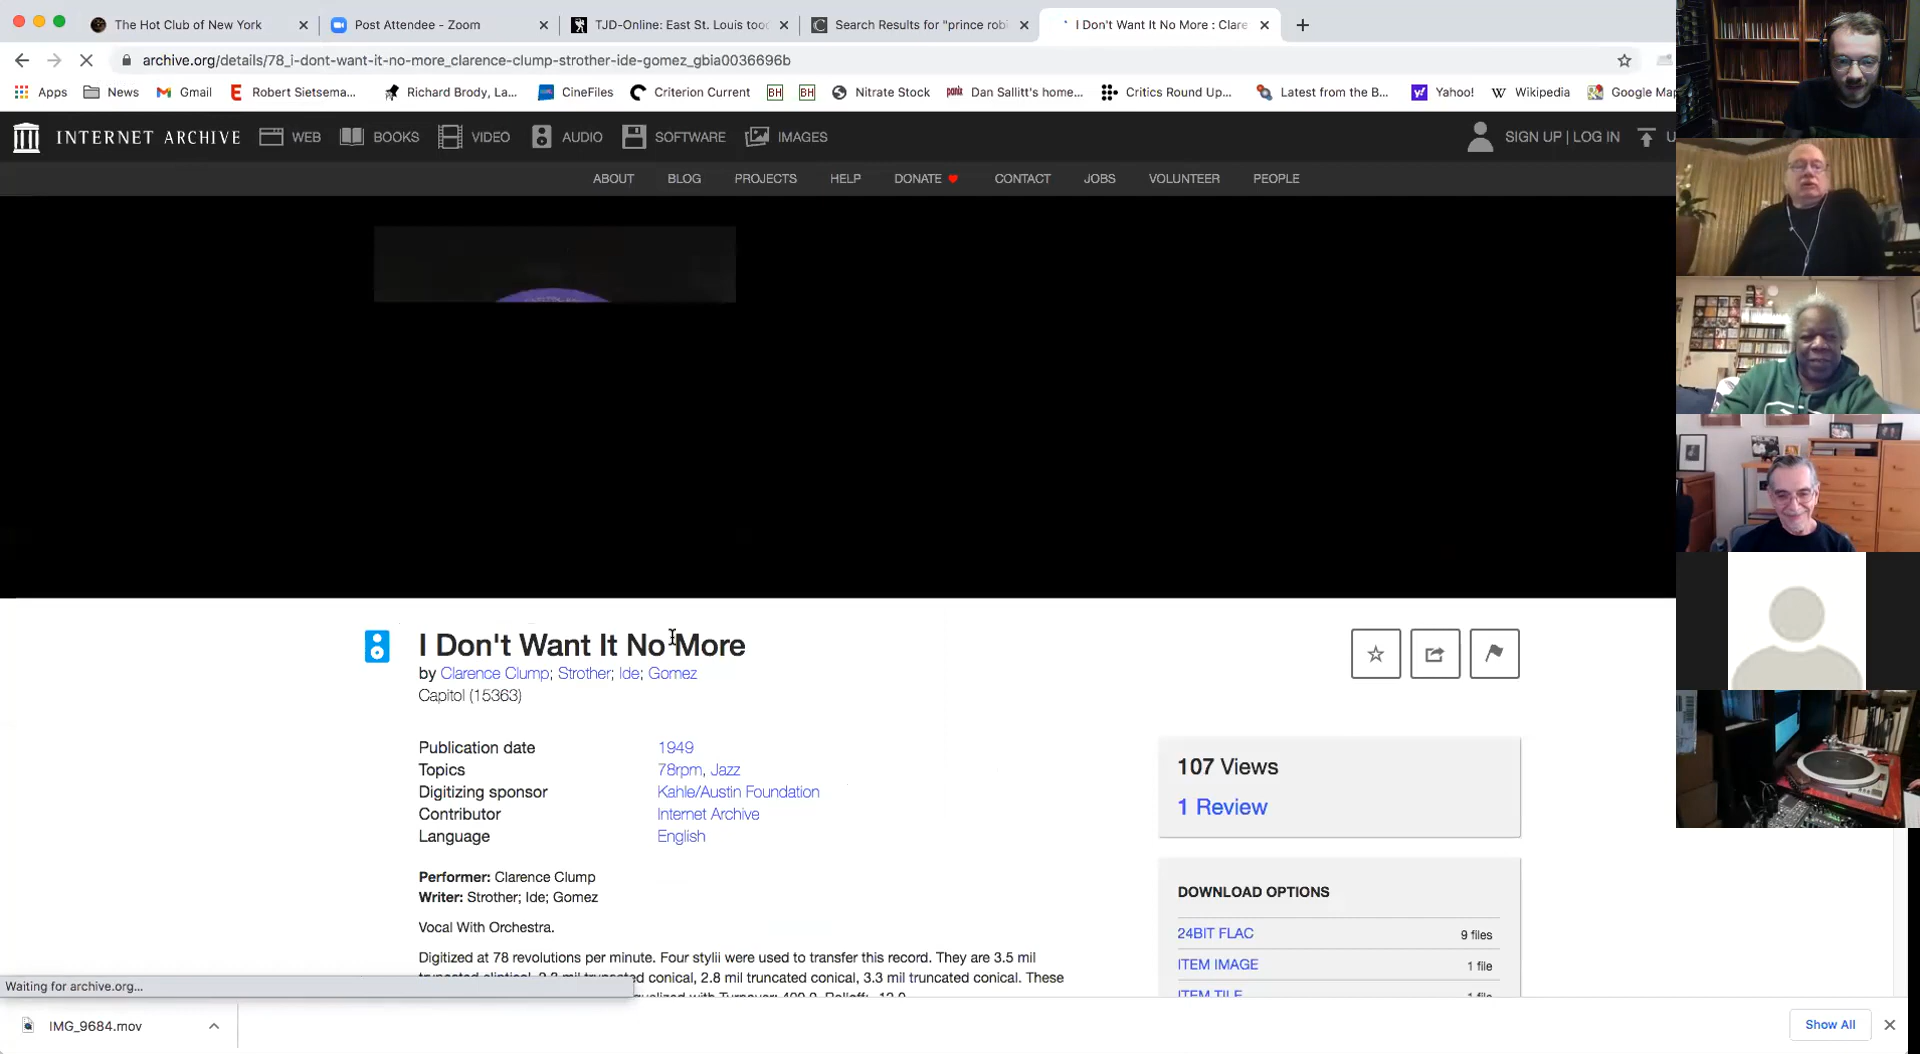 The Hot Club of New York
Post Attendee - Zoom
TJD-Online: East St. Louis tood
Search Results for "prince robi
I Don't Want It No More : Clare
archive.org/details/78_i-dont-want-it-no-more_clarence-clump-strother-ide-gomez_gbia0036696b
Apps News Gmail Robert Sietsema... Richard Brody, La... CineFiles Criterion Current BH BH Nitrate Stock Dan Sallitt's home... Critics Round Up... Latest from the B... Yahoo! Wikipedia Google Ma
INTERNET ARCHIVE WEB BOOKS VIDEO AUDIO SOFTWARE IMAGES SIGN UP | LOG IN U
ABOUT BLOG PROJECTS HELP DONATE CONTACT JOBS VOLUNTEER PEOPLE
I Don't Want It No More
by Clarence Clump; Strother; Ide; Gomez
Capitol (15363)
Publication date 1949
Topics 78rpm, Jazz
Digitizing sponsor Kahle/Austin Foundation
Contributor Internet Archive
Language English
107 Views
1 Review
Performer: Clarence Clump
Writer: Strother; Ide; Gomez
Vocal With Orchestra.
Digitized at 78 revolutions per minute. Four stylii were used to transfer this record. They are 3.5 mil
conical, 2.8 mil truncated conical, 3.3 mil truncated conical. These
DOWNLOAD OPTIONS
24BIT FLAC 9 files
ITEM IMAGE 1 file
ITEM TILE 1 file
Waiting for archive.org...
IMG_9684.mov
Show All